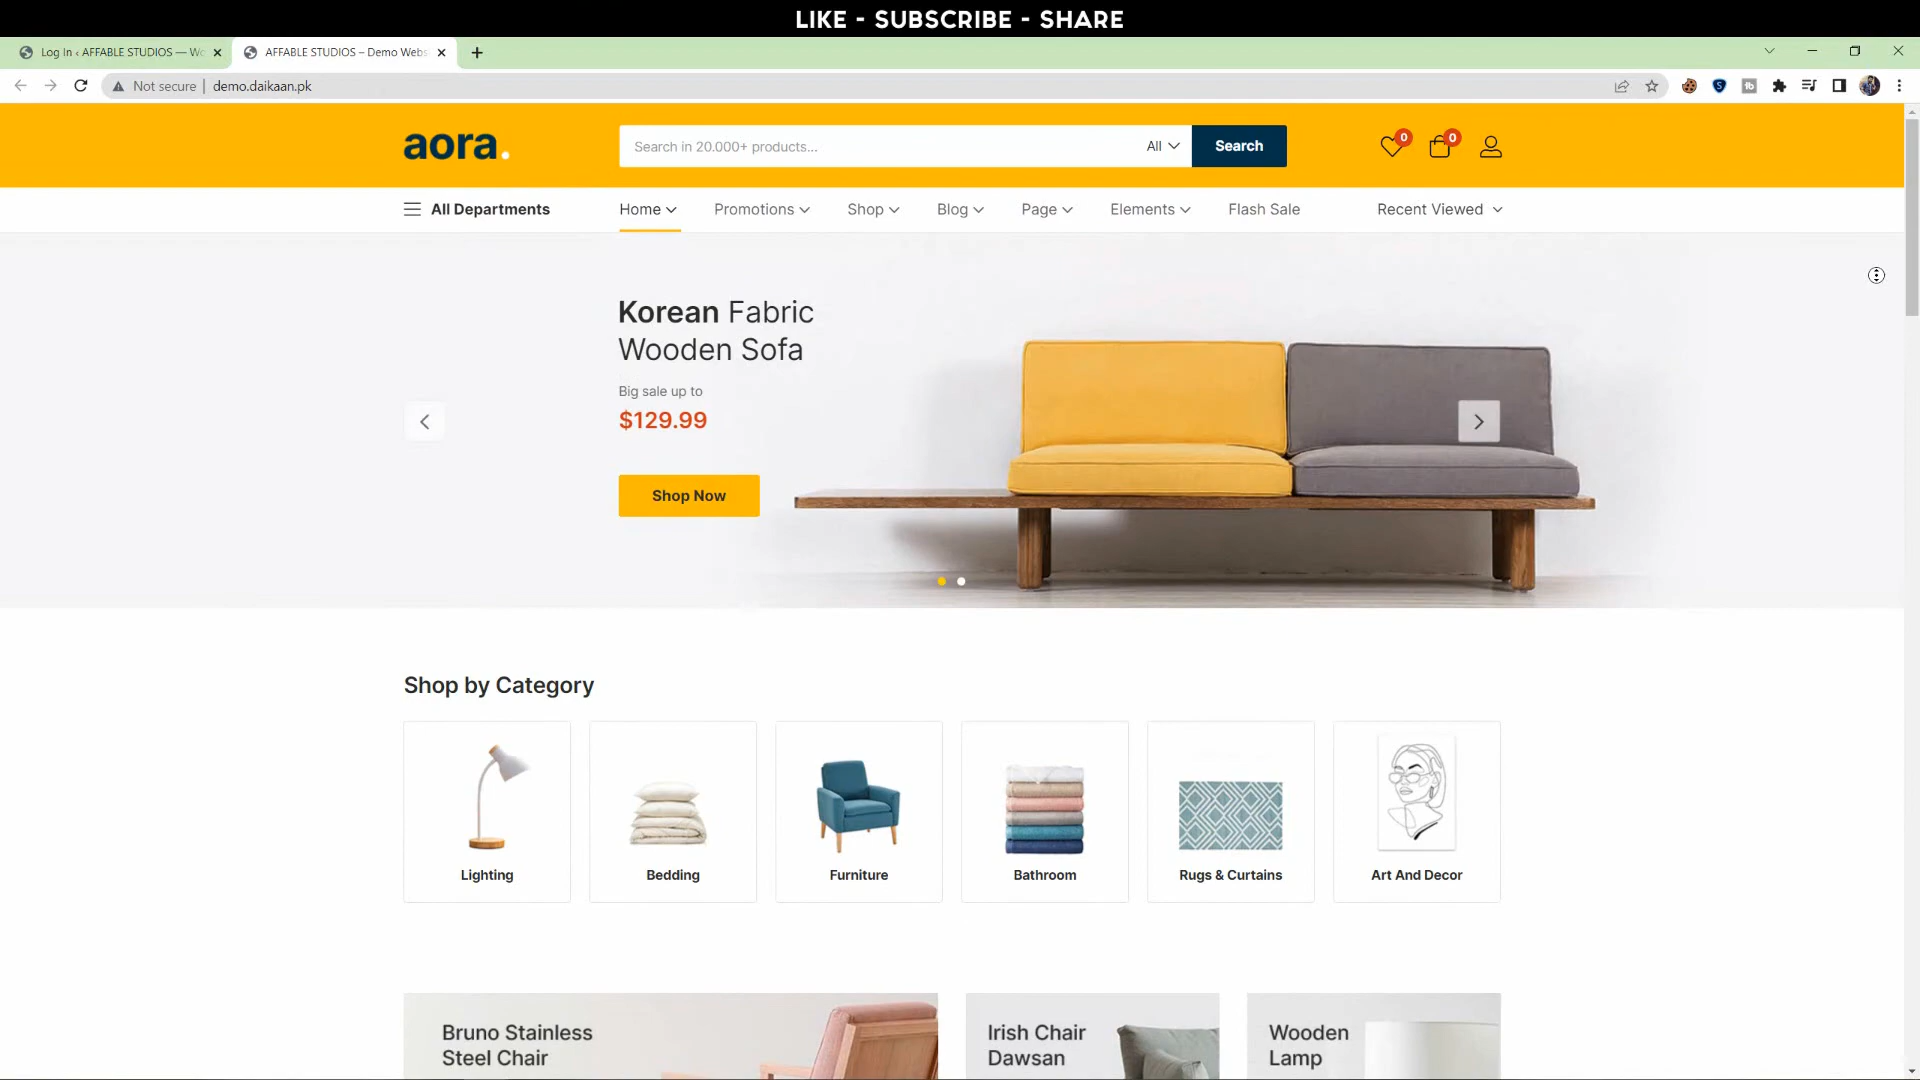 LIKE - SUBSCRIBE - SHARE
Log In ‹ AFFABLE STUDIOS — Wo
AFFABLE STUDIOS – Demo Webs
Not secure
demo.daikaan.pk
aora.
Search in 20.000+ products...
All
Search
0
0
All Departments
Home
Promotions
Shop
Blog
Page
Elements
Flash Sale
Recent Viewed
Korean Fabric
Wooden Sofa
Big sale up to
$129.99
Shop Now
Shop by Category
Lighting
Bedding
Furniture
Bathroom
Rugs & Curtains
Art And Decor
Bruno Stainless
Steel Chair
Irish Chair
Dawsan
Wooden
Lamp